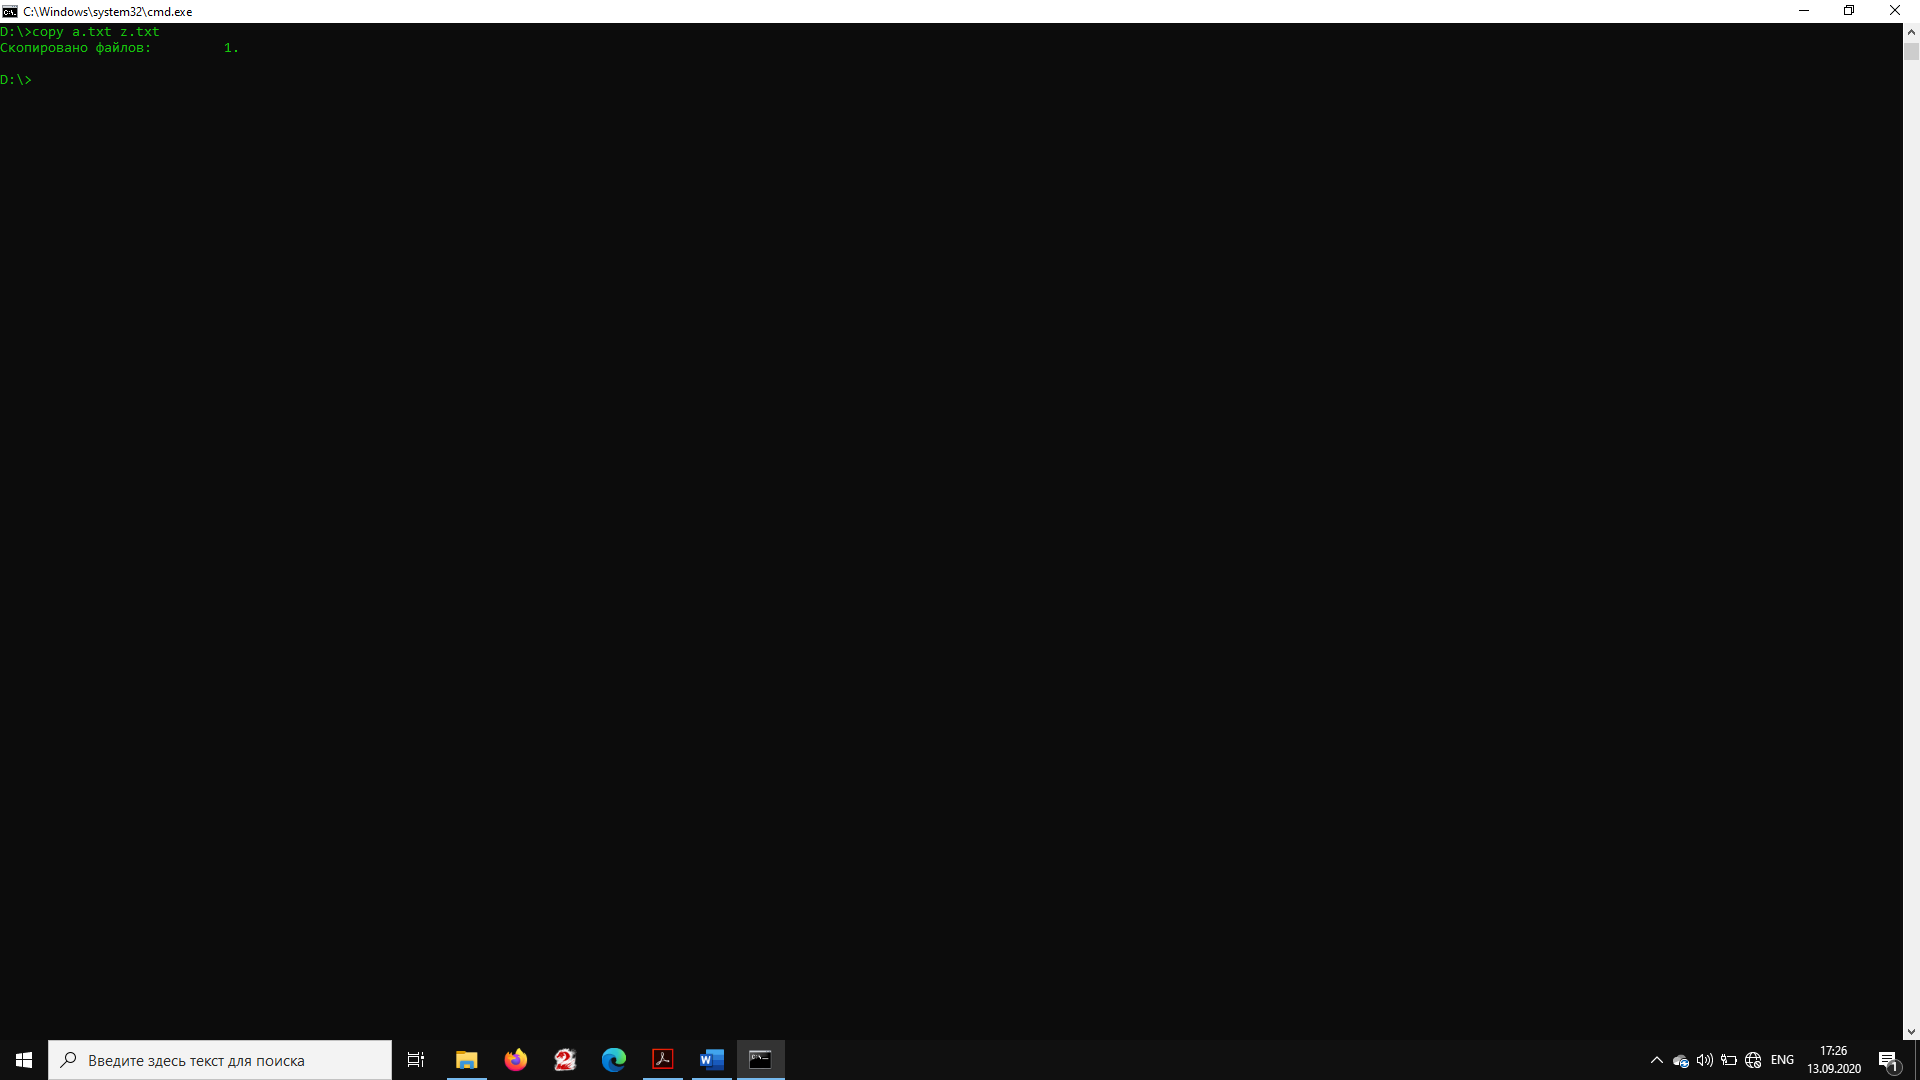 C:\Windows\system32\cmd.exe
D:\>copy a.txt z.txt
Скопировано файлов:         1.
D:\>
Введите здесь текст для поиска
ENG
17:26
13.09.2020
1